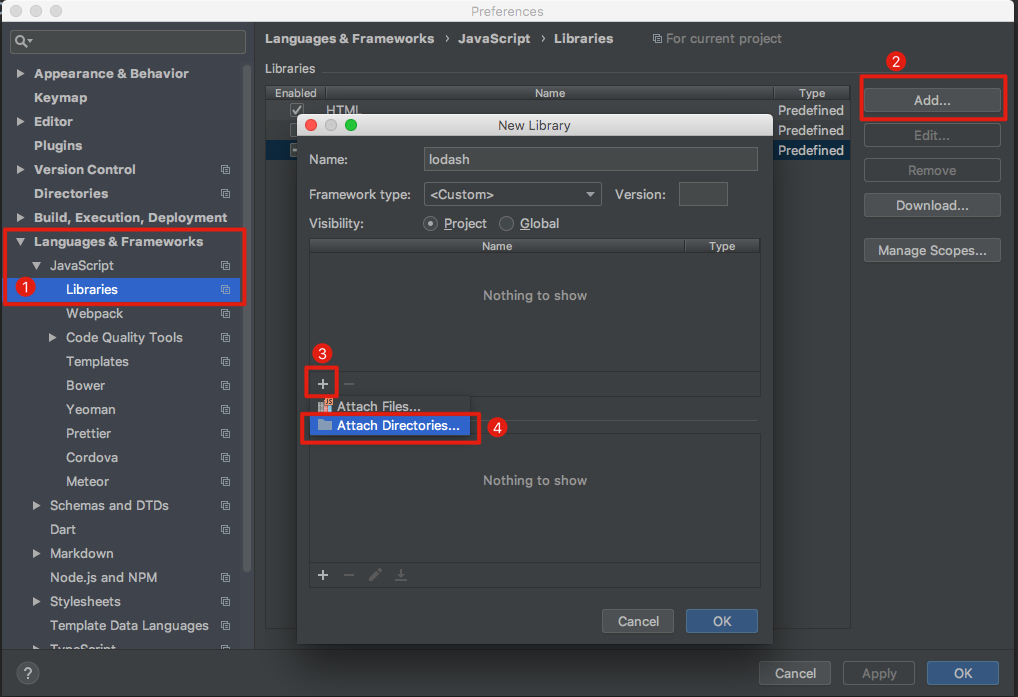 Preferences
Languages & Frameworks › JavaScript › Libraries For current project
Appearance & Behavior
Keymap
Editor
Plugins
Version Control
Directories
Build, Execution, Deployment
Languages & Frameworks
JavaScript
1
Libraries
Webpack
Code Quality Tools
Templates
Bower
Yeoman
Prettier
Cordova
Meteor
Schemas and DTDs
Dart
Markdown
Node.js and NPM
Stylesheets
Template Data Languages
TypeScript
Libraries
Enabled Name Type
HTML Predefined
Predefined
Predefined
2
Add...
Edit...
Remove
Download...
Manage Scopes...
New Library
Name: lodash
Framework type: <Custom> Version:
Visibility: Project Global
Name Type
Nothing to show
3
+ −
JS
Attach Files...
Attach Directories...
4
Nothing to show
+ −
Cancel OK
? Cancel Apply OK